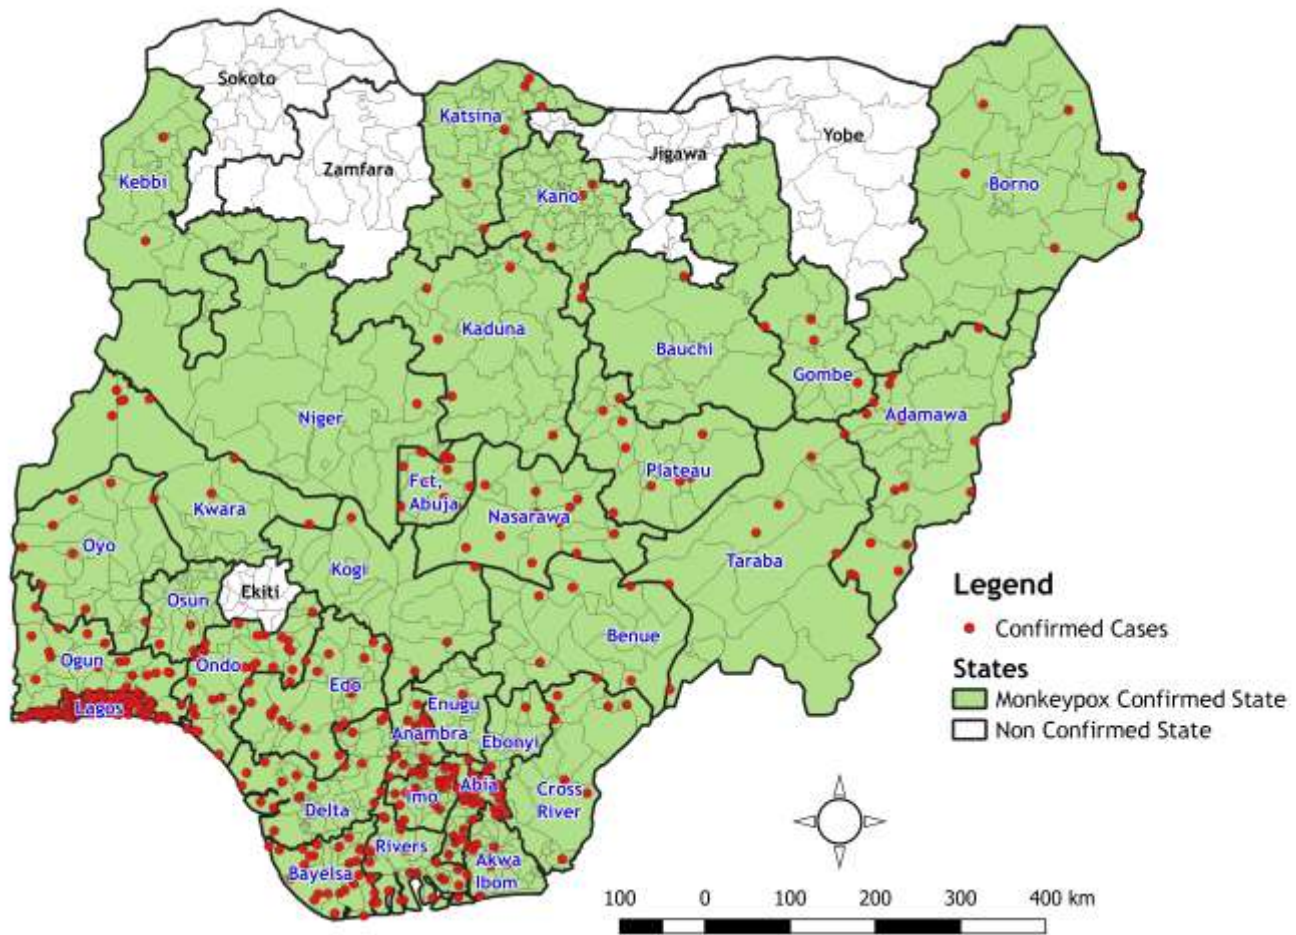 Sokoto
Katsina
Yobe
Jigawa
Zamfara
Kebbi
Kano
Borno
Kaduna
Bauchi
Gombe
Niger
Adamawa
Plateau
Fct,
Abuja
Kwara
Nasarawa
Oyo
Kogi
Taraba
Ekiti
Osun
Benue
Ogun
Ondo
Edo
Lagos
Enugu
Anambra
Ebonyi
Abia
Imo
Cross
River
Delta
Rivers
Bayelsa
Akwa
Ibom
Legend
Confirmed Cases
States
Monkeypox Confirmed State
Non Confirmed State
100 0 100 200 300 400 km